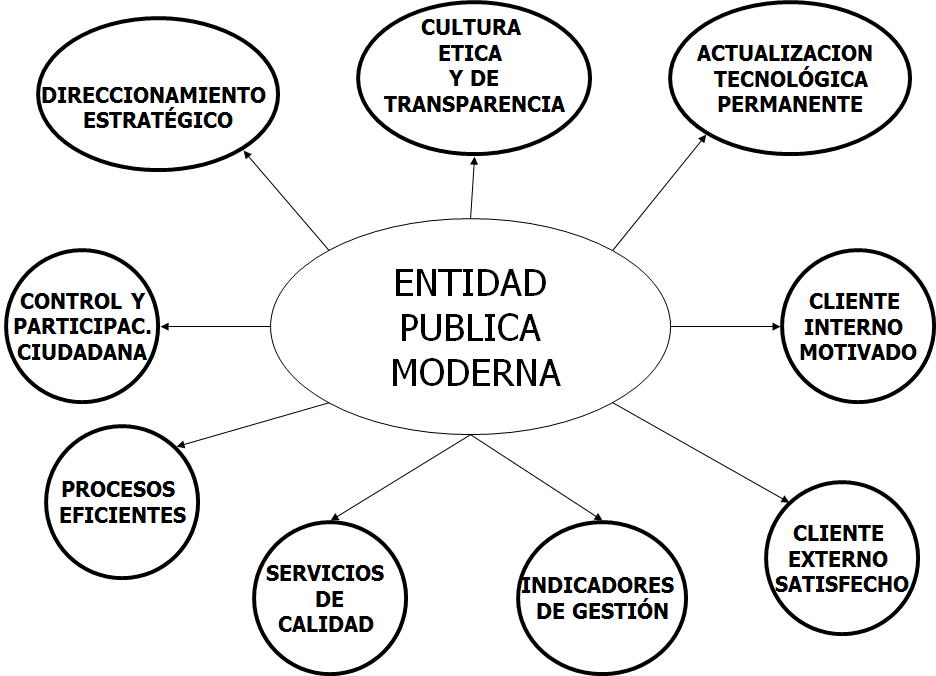 DIRECCIONAMIENTO
ESTRATÉGICO
CULTURA
ETICA
Y DE
TRANSPARENCIA
ACTUALIZACION
TECNOLÓGICA
PERMANENTE
ENTIDAD
PUBLICA
MODERNA
CONTROL Y
PARTICIPAC.
CIUDADANA
CLIENTE
INTERNO
MOTIVADO
PROCESOS
EFICIENTES
SERVICIOS
DE
CALIDAD
INDICADORES
DE GESTIÓN
CLIENTE
EXTERNO
SATISFECHO